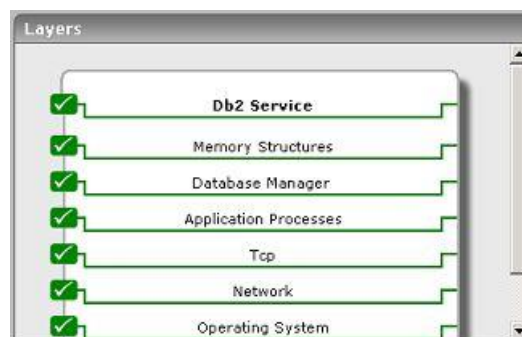 Layers
Db2 Service
Memory Structures
Database Manager
Application Processes
Tcp
Network
Operating System